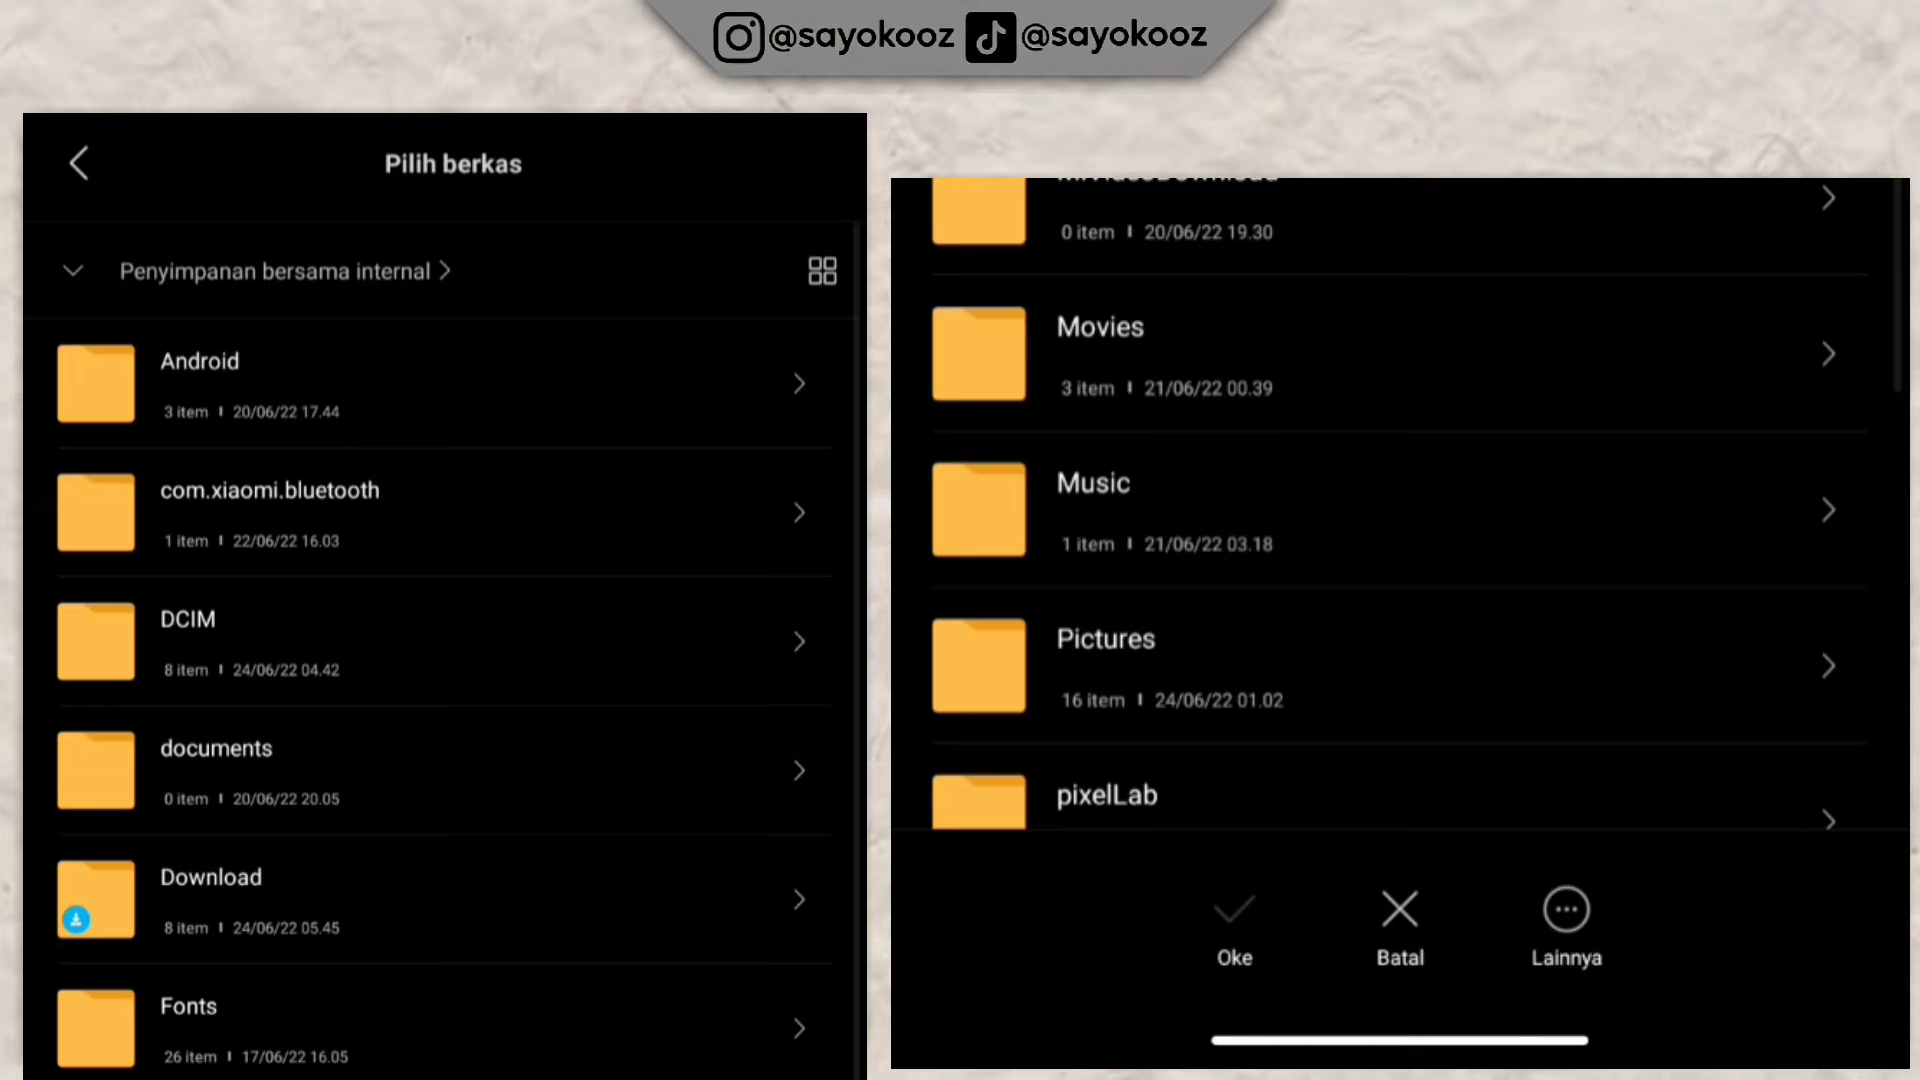 @sayokooz @sayokooz
Pilih berkas
Penyimpanan bersama internal
Android
3 item | 20/06/22 17.44
com.xiaomi.bluetooth
1 item | 22/06/22 16.03
DCIM
8 item | 24/06/22 04.42
documents
0 item | 20/06/22 20.05
Download
8 item | 24/06/22 05.45
Fonts
26 item | 17/06/22 16.05
0 item | 20/06/22 19.30
Movies
3 item | 21/06/22 00.39
Music
1 item | 21/06/22 03.18
Pictures
16 item | 24/06/22 01.02
pixelLab
Oke Batal Lainnya